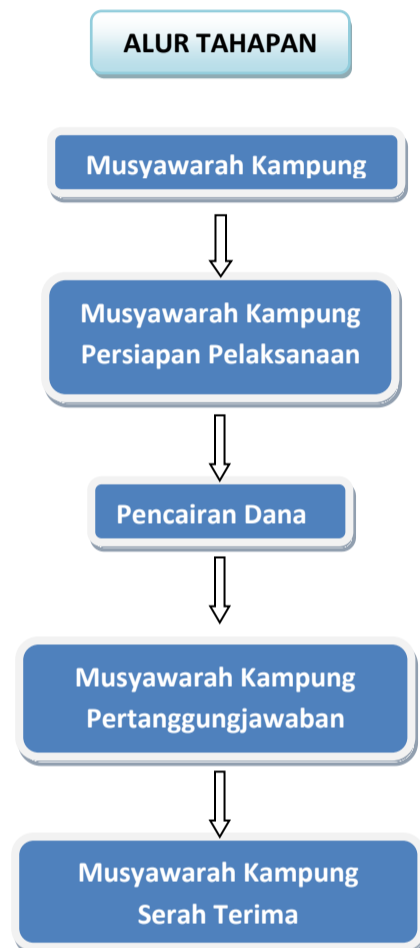 ALUR TAHAPAN
Musyawarah Kampung
Musyawarah Kampung
Persiapan Pelaksanaan
Pencairan Dana
Musyawarah Kampung
Pertanggungjawaban
Musyawarah Kampung
Serah Terima